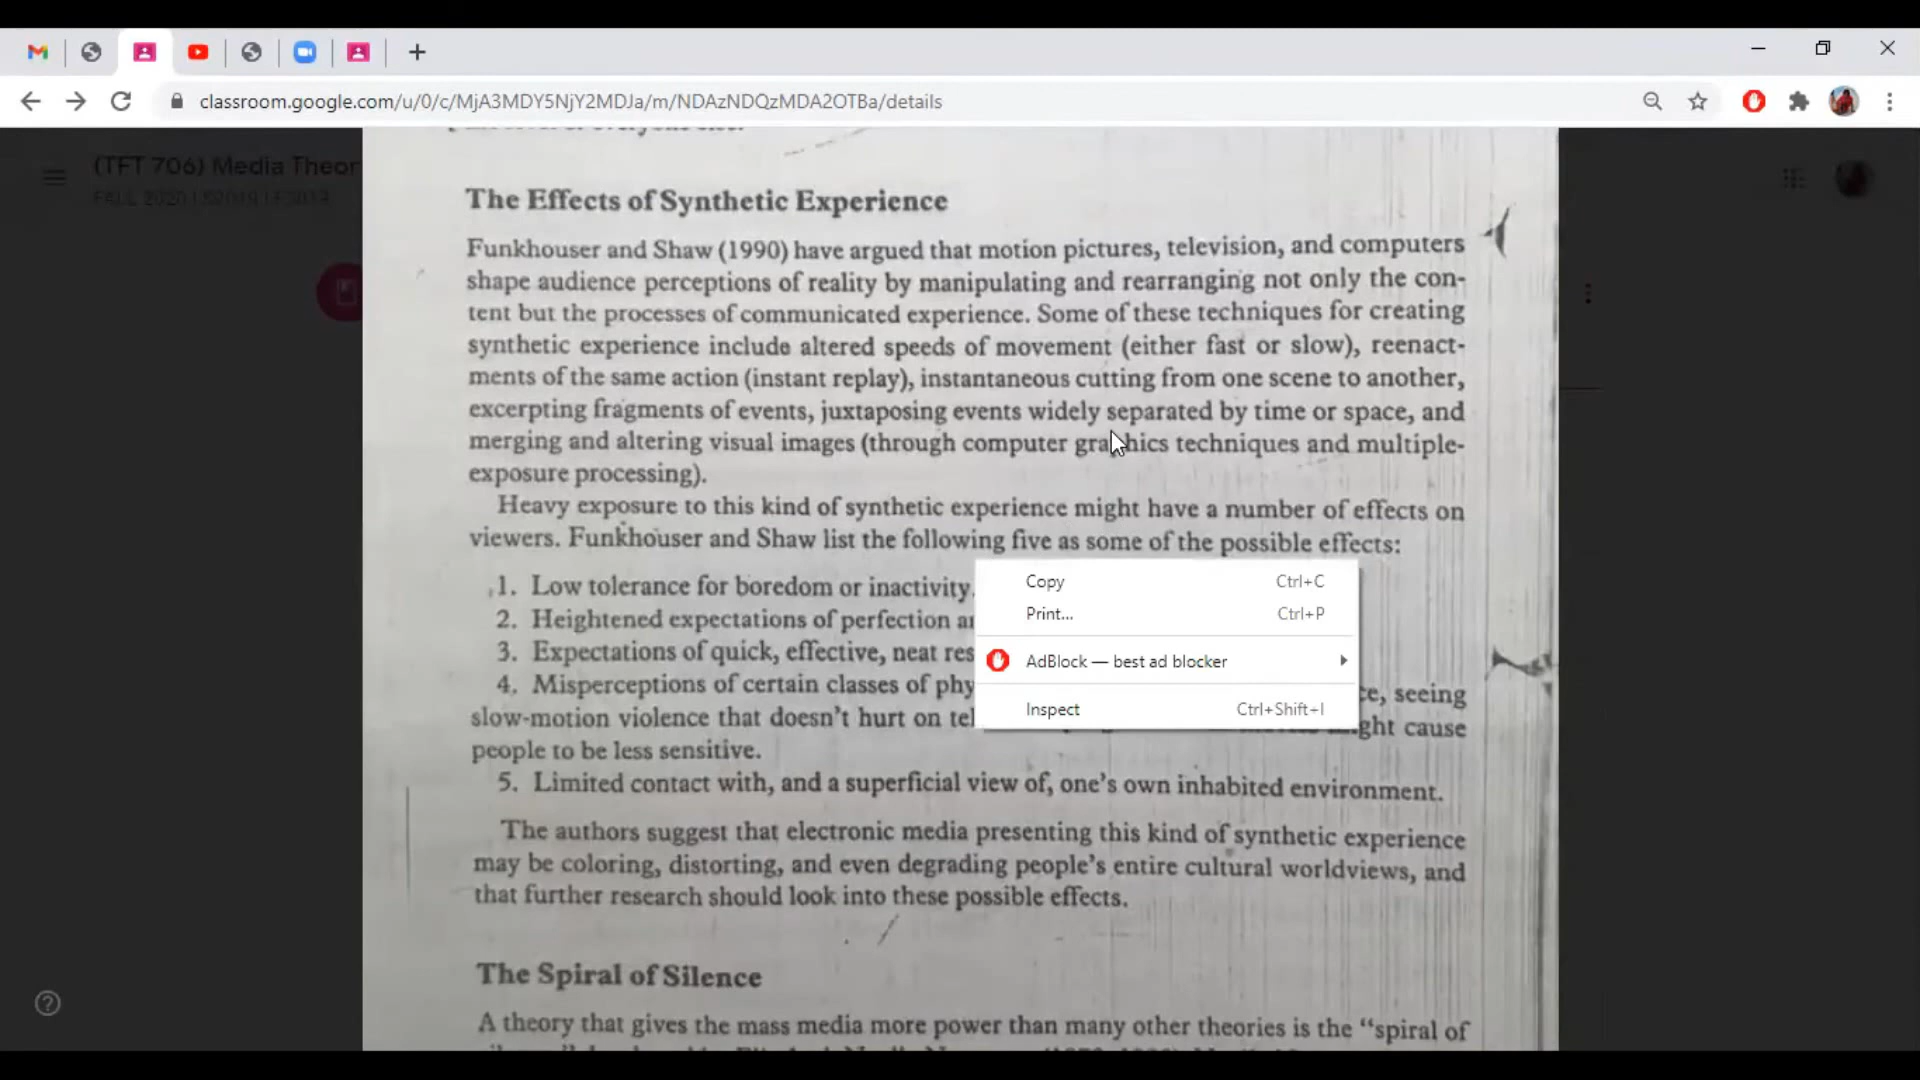 classroom.google.com/u/0/c/MjA3MDY5NjY2MDJa/m/NDAzNDQzMDA2OTBa/details
(TFT 706) Media Theor
FALL 2020 | S2019 | F2019
The Effects of Synthetic Experience
Funkhouser and Shaw (1990) have argued that motion pictures, television, and computers
shape audience perceptions of reality by manipulating and rearranging not only the con-
tent but the processes of communicated experience. Some of these techniques for creating
synthetic experience include altered speeds of movement (either fast or slow), reenact-
ments of the same action (instant replay), instantaneous cutting from one scene to another,
excerpting fragments of events, juxtaposing events widely separated by time or space, and
merging and altering visual images (through computer graphics techniques and multiple-
exposure processing).
Heavy exposure to this kind of synthetic experience might have a number of effects on
viewers. Funkhouser and Shaw list the following five as some of the possible effects:
1. Low tolerance for boredom or inactivity.
2. Heightened expectations of perfection
3. Expectations of quick, effective, neat res
4. Misperceptions of certain classes of phy
ce, seeing
slow-motion violence that doesn't hurt on tel
ght cause
people to be less sensitive.
5. Limited contact with, and a superficial view of, one's own inhabited environment.
The authors suggest that electronic media presenting this kind of synthetic experience
may be coloring, distorting, and even degrading people's entire cultural worldviews, and
that further research should look into these possible effects.
The Spiral of Silence
A theory that gives the mass media more power than many other theories is the "spiral of
Copy Ctrl+C
Print... Ctrl+P
AdBlock — best ad blocker
Inspect Ctrl+Shift+I